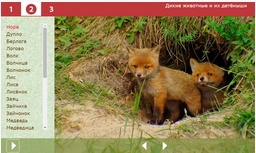 1 2 3
Дикие животные и их детёныши
Нора
Дупло
Берлога
Логово
Волк
Волчица
Волчонок
Лис
Лиса
Лисёнок
Заяц
Зайчиха
Зайчонок
Медведь
Медведица